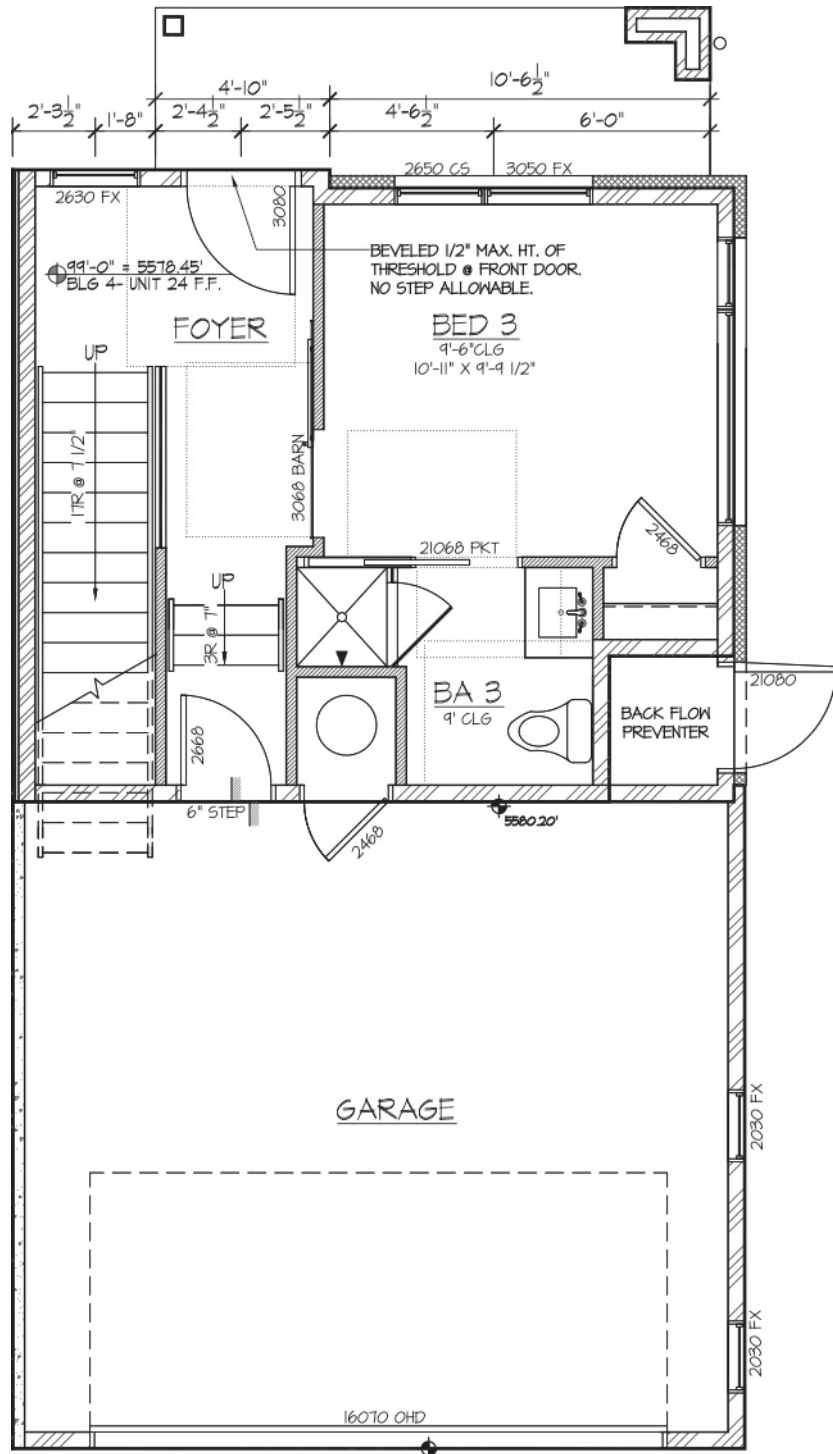 4'-10"
10'-6 1/2"
2'-3 1/2"
1'-8"
2'-4 1/2"
2'-5 1/2"
4'-6 1/2"
6'-0"
2650 CS
3050 FX
2630 FX
3080
BEVELED 1/2" MAX. HT. OF
THRESHOLD @ FRONT DOOR.
NO STEP ALLOWABLE.
99'-0" = 5578.45'
BLG 4- UNIT 24 F.F.
FOYER
BED 3
9'-6"CLG
10'-11" X 9'-9 1/2"
UP
17R @ 7 1/2"
3068 BARN
21068 PKT
2468
UP
3R @ 7"
BA 3
9' CLG
21080
BACK FLOW
PREVENTER
2668
6" STEP
2468
5580.20'
GARAGE
2030 FX
2030 FX
16070 OHD